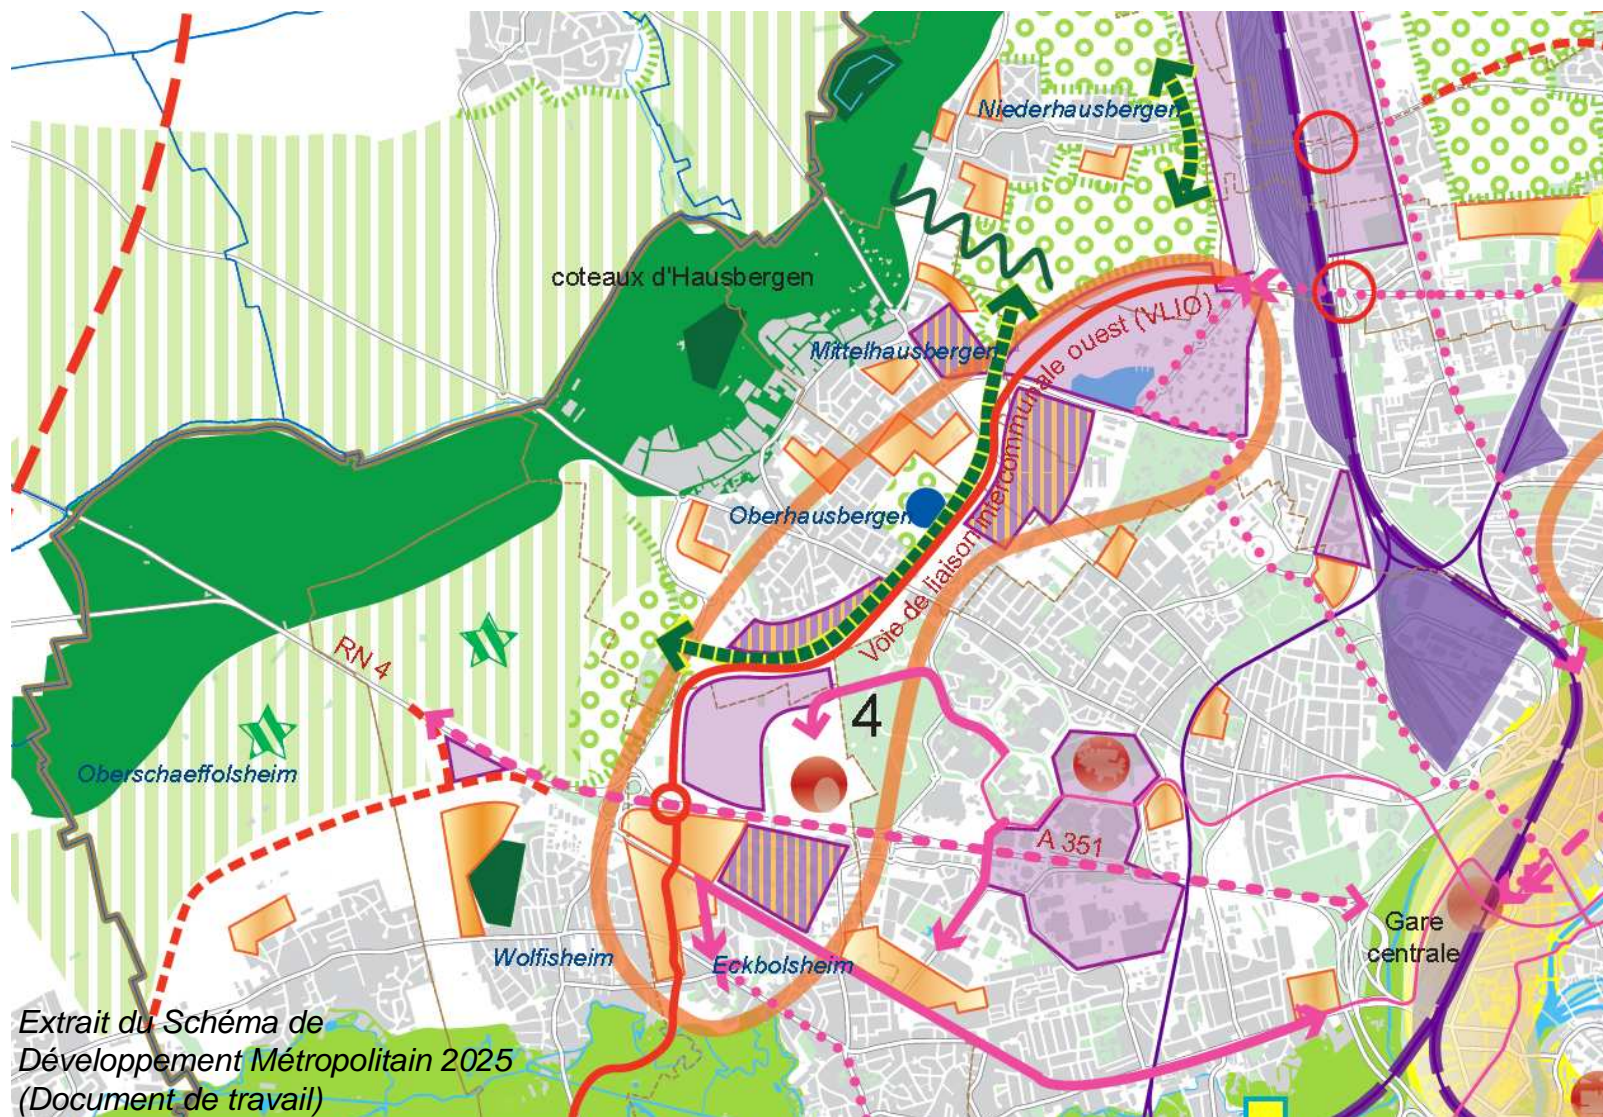 Niederhausbergen
coteaux d'Hausbergen
Mittelhausbergen
Voie de liaison intercommunale ouest (VLIO)
Oberhausbergen
RN 4
4
Oberschaeffolsheim
A 351
Gare
centrale
Wolfisheim
Eckbolsheim
Extrait du Schéma de
Développement Métropolitain 2025
(Document de travail)